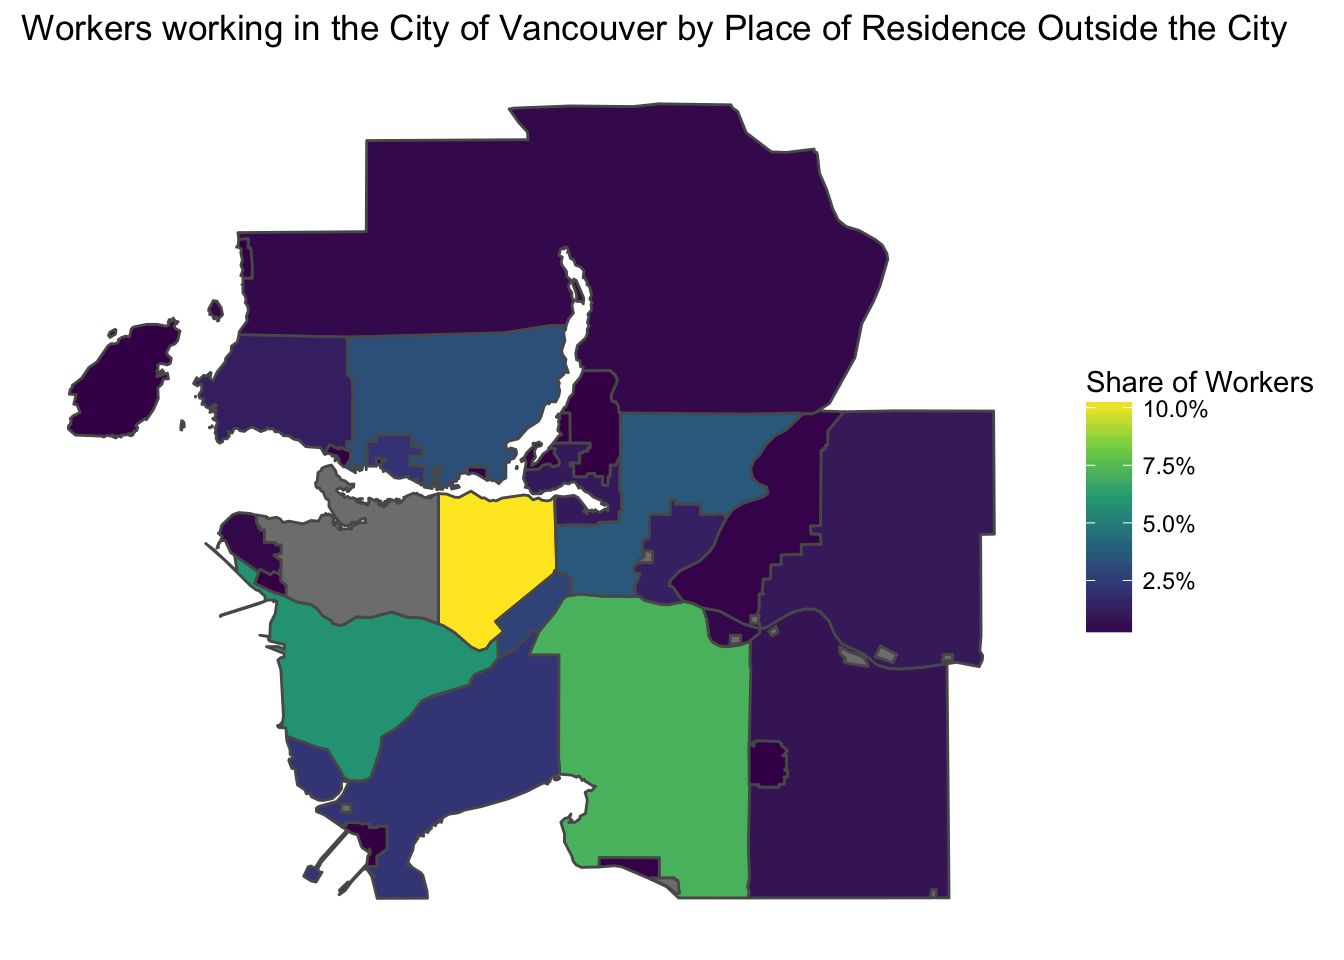 Workers working in the City of Vancouver by Place of Residence Outside the City
Share of Workers
10.0%
7.5%
5.0%
2.5%